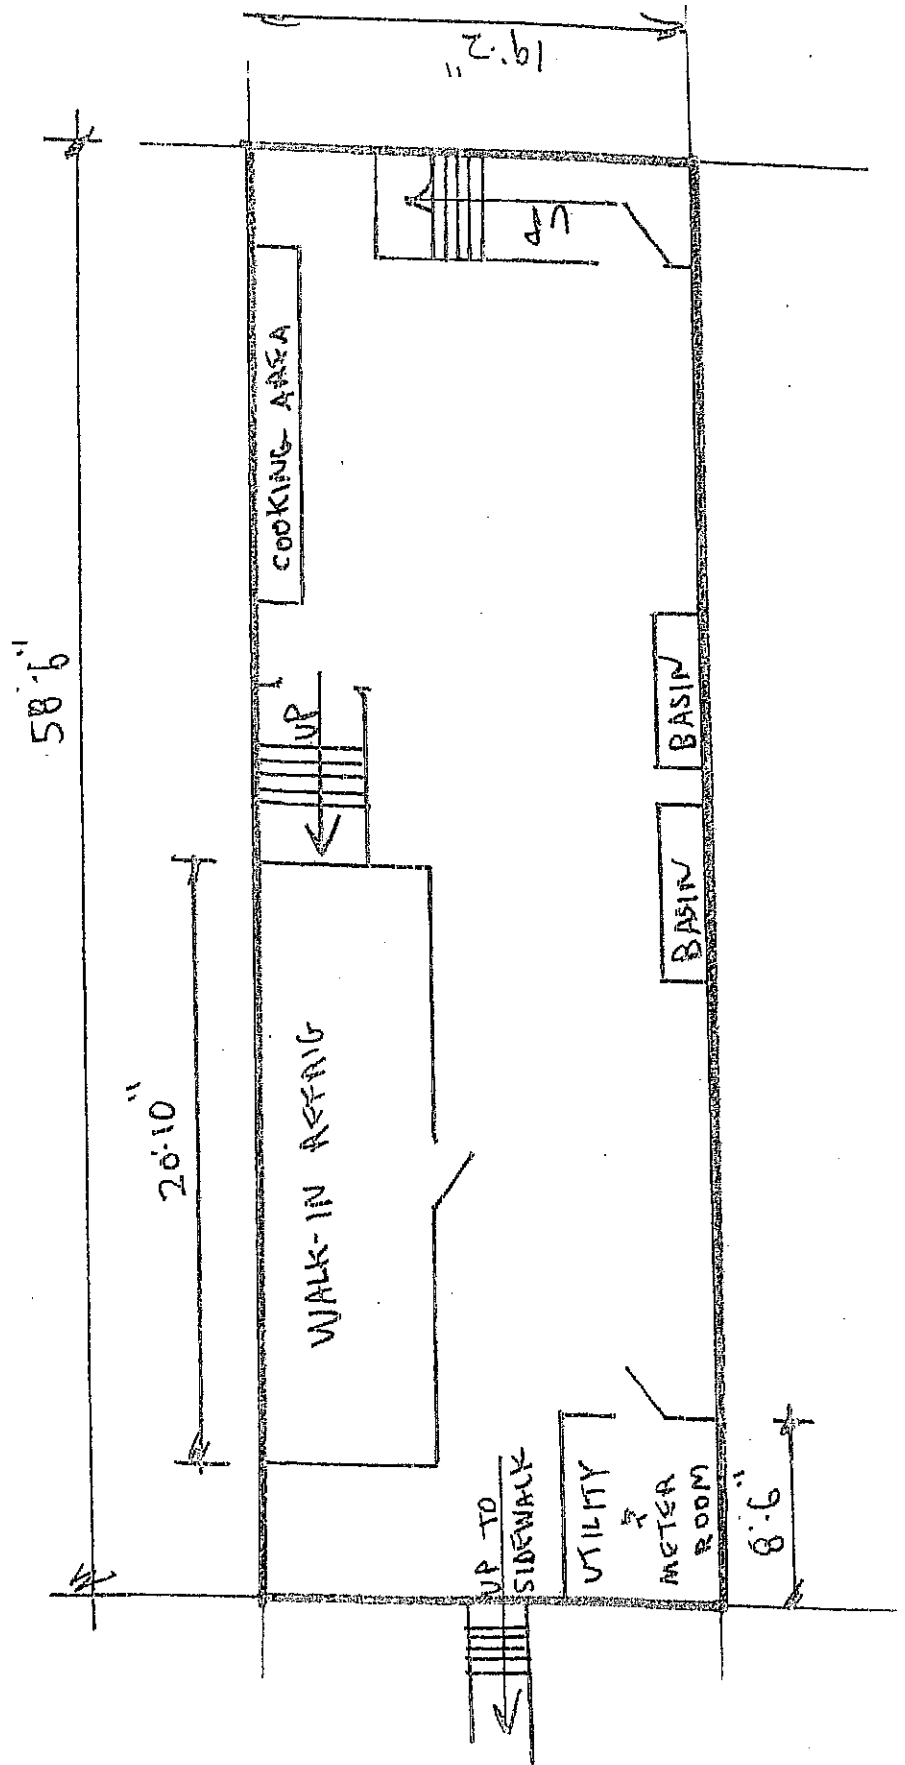 58'-6"
19'-2"
20'-10"
COOKING AREA
UP
UP
WALK-IN REFRIG
BASIN
BASIN
UP TO
SIDEWALK
UTILITY
&
METER
ROOM
8'-6"